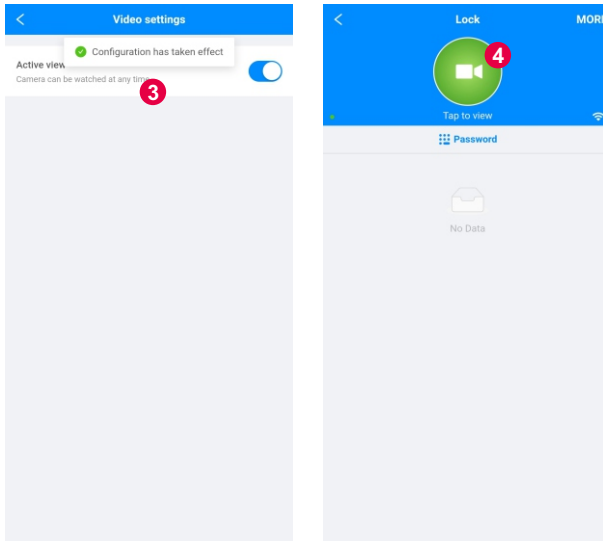 Video settings
Configuration has taken effect
Active view
Camera can be watched at any time
3
Lock
MORE
4
Tap to view
Password
No Data